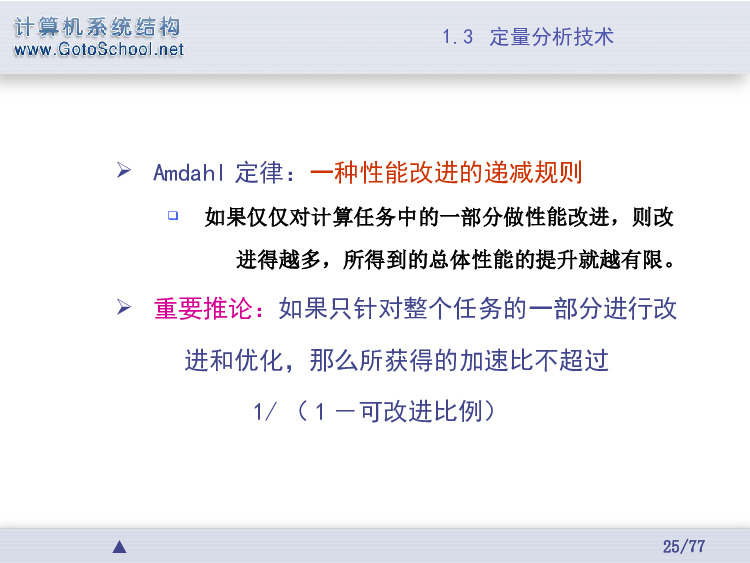 计算机系统结构
www.GotoSchool.net
1.3 定量分析技术
➢ Amdahl 定律：一种性能改进的递减规则
❑ 如果仅仅对计算任务中的一部分做性能改进，则改
进得越多，所得到的总体性能的提升就越有限。
➢ 重要推论：如果只针对整个任务的一部分进行改
进和优化，那么所获得的加速比不超过
1/（1－可改进比例）
▲ 25/77